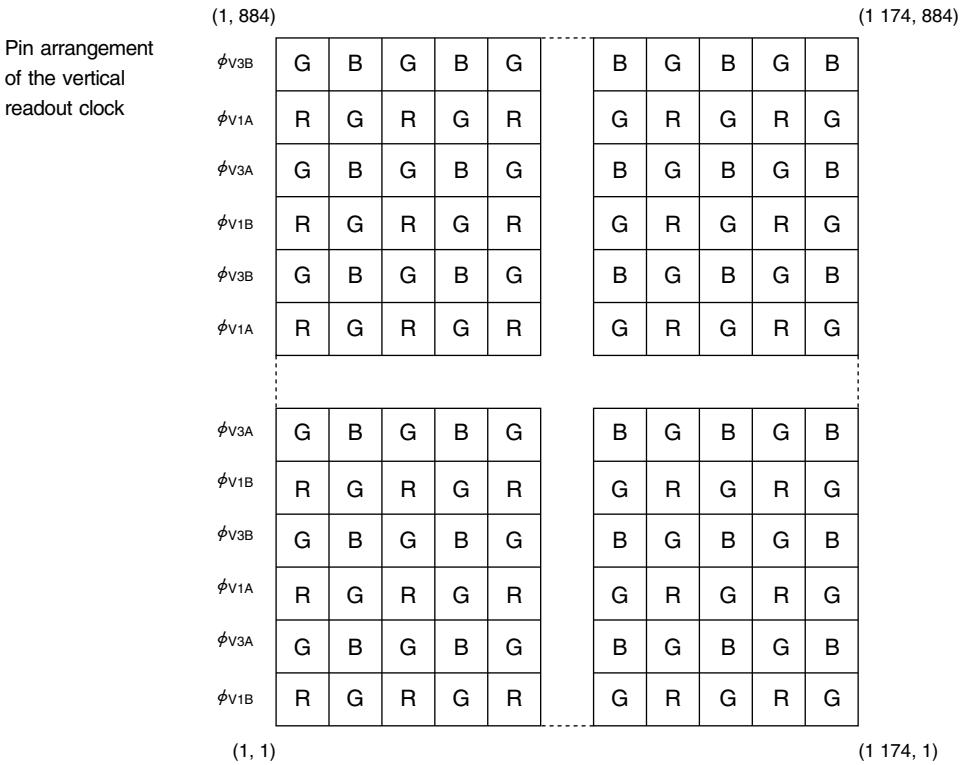 (1, 884) (1 174, 884)
Pin arrangement
of the vertical
readout clock
ϕV3B G B G B G B G B G B
ϕV1A R G R G R G R G R G
ϕV3A G B G B G B G B G B
ϕV1B R G R G R G R G R G
ϕV3B G B G B G B G B G B
ϕV1A R G R G R G R G R G
ϕV3A G B G B G B G B G B
ϕV1B R G R G R G R G R G
ϕV3B G B G B G B G B G B
ϕV1A R G R G R G R G R G
ϕV3A G B G B G B G B G B
ϕV1B R G R G R G R G R G
(1, 1) (1 174, 1)